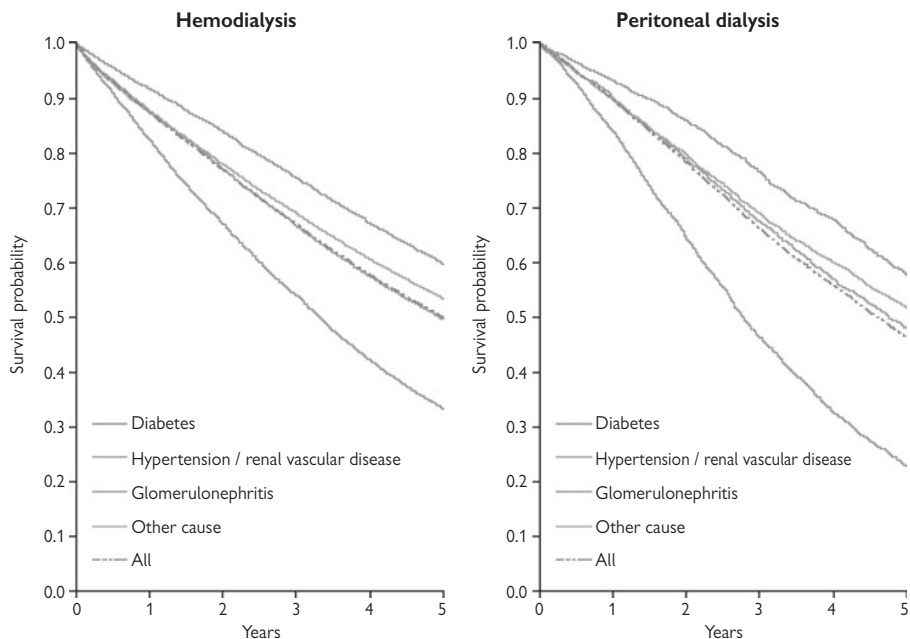 Hemodialysis
1.0
0.9
0.8
0.7
0.6
0.5
0.4
0.3
0.2
0.1
0.0
Survival probability
Diabetes
Hypertension / renal vascular disease
Glomerulonephritis
Other cause
All
0 1 2 3 4 5
Years
Peritoneal dialysis
1.0
0.9
0.8
0.7
0.6
0.5
0.4
0.3
0.2
0.1
0.0
Survival probability
Diabetes
Hypertension / renal vascular disease
Glomerulonephritis
Other cause
All
0 1 2 3 4 5
Years